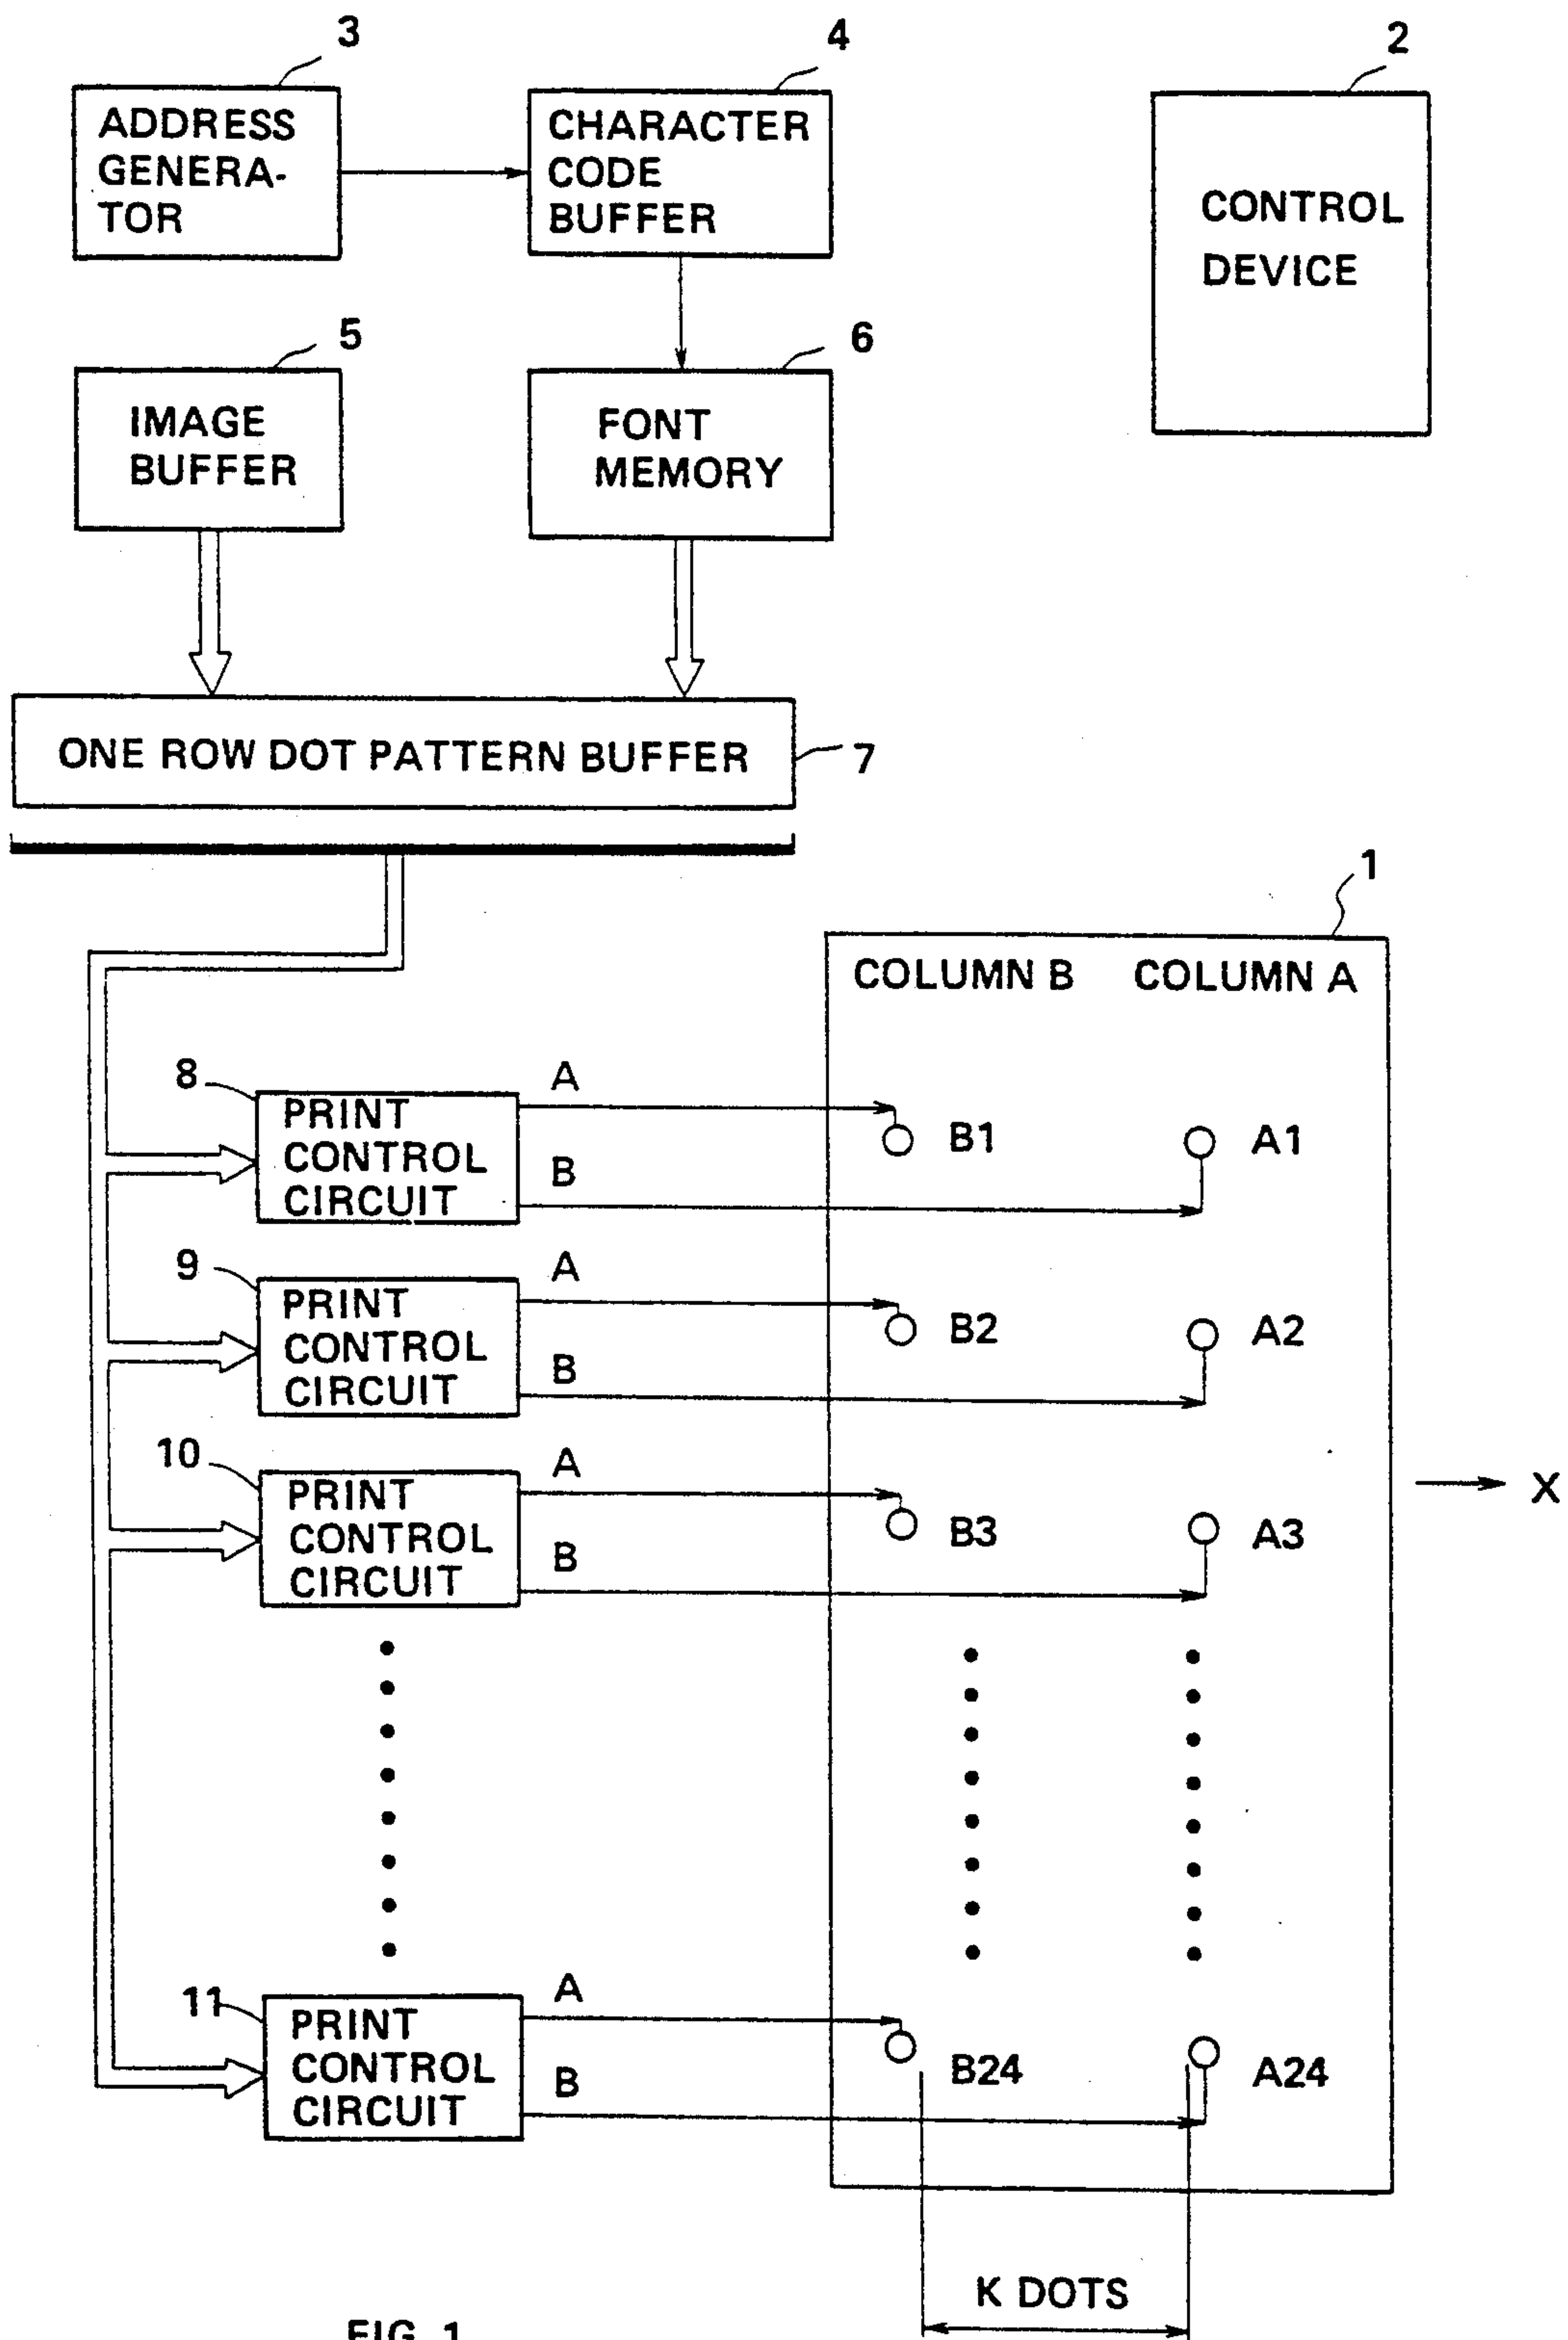 3
4
2
ADDRESS
GENERA-
TOR
CHARACTER
CODE
BUFFER
CONTROL
DEVICE
5
6
IMAGE
BUFFER
FONT
MEMORY
ONE ROW DOT PATTERN BUFFER
7
1
COLUMN B
COLUMN A
8
PRINT
CONTROL
CIRCUIT
A
B
B1
A1
9
PRINT
CONTROL
CIRCUIT
A
B
B2
A2
10
PRINT
CONTROL
CIRCUIT
A
B
B3
A3
X
11
PRINT
CONTROL
CIRCUIT
A
B
B24
A24
K DOTS
FIG. 1